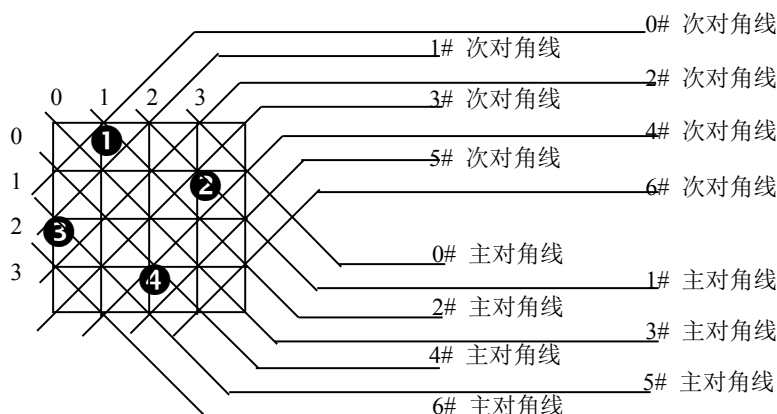 0# 次对角线
1# 次对角线
2# 次对角线
0 1 2 3
3# 次对角线
0
❶
4# 次对角线
5# 次对角线
1
❷
6# 次对角线
2
❸
0# 主对角线
3
❹
1# 主对角线
2# 主对角线
3# 主对角线
4# 主对角线
5# 主对角线
6# 主对角线